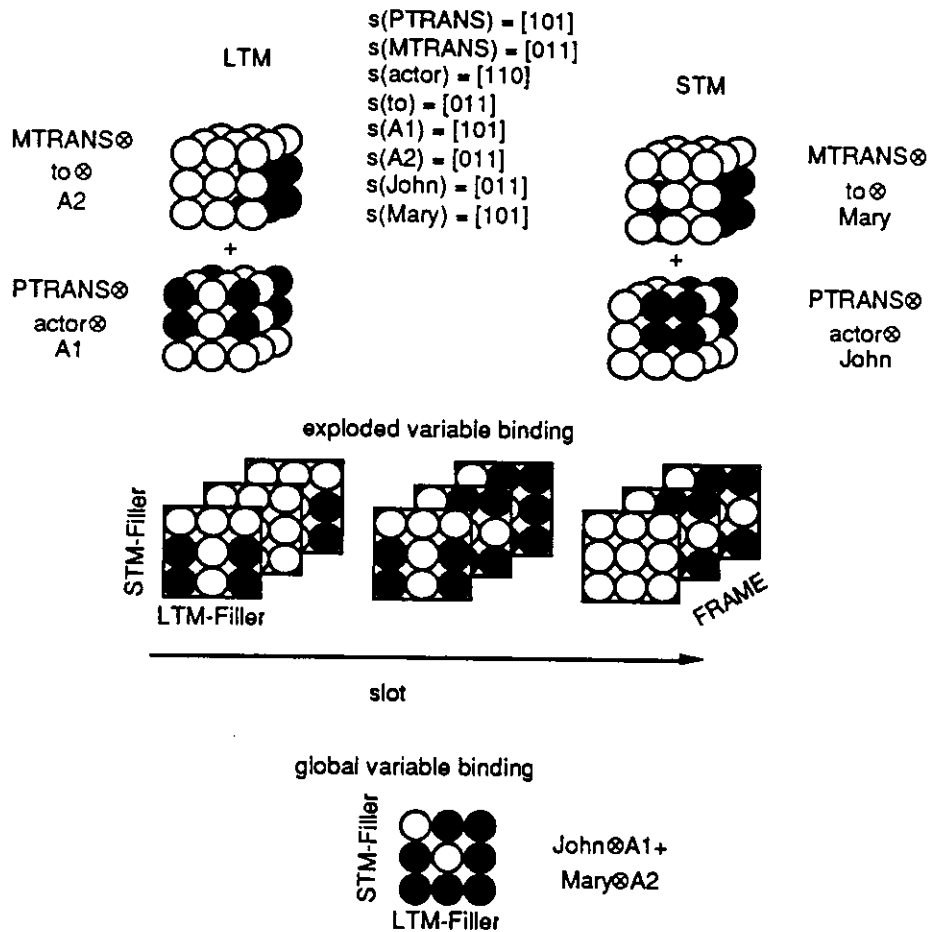 LTM
s(PTRANS) = [101]
s(MTRANS) = [011]
s(actor) = [110]
s(to) = [011]
s(A1) = [101]
s(A2) = [011]
s(John) = [011]
s(Mary) = [101]
STM
MTRANS⊗
to ⊗
A2
+
PTRANS⊗
actor⊗
A1
MTRANS⊗
to⊗
Mary
+
PTRANS⊗
actor⊗
John
exploded variable binding
STM-Filler
LTM-Filler
FRAME
slot
global variable binding
STM-Filler
LTM-Filler
John⊗A1+
Mary⊗A2